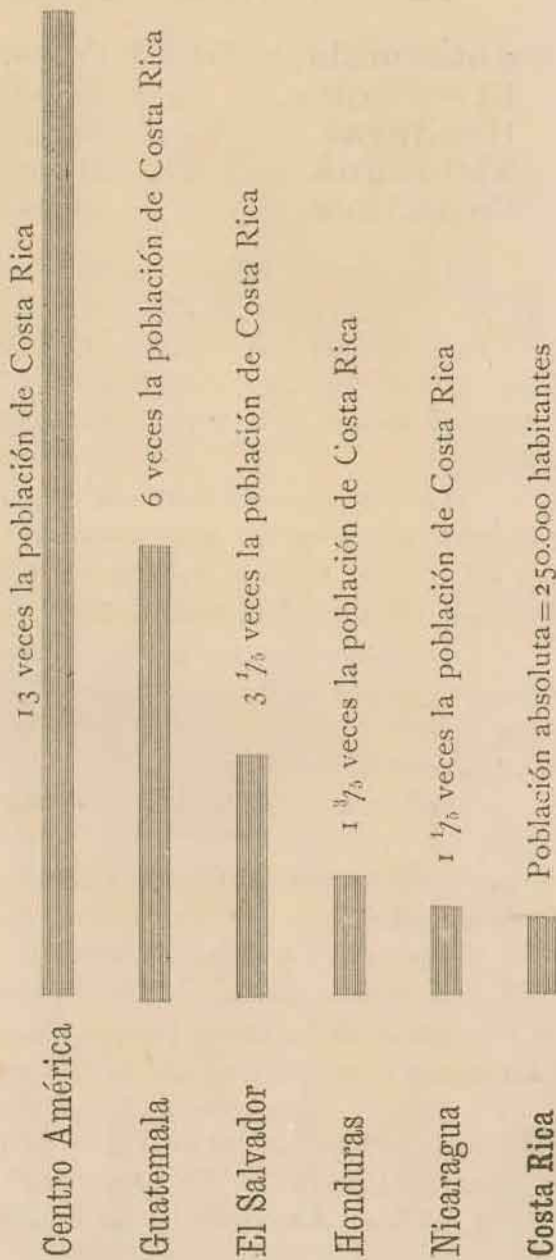 Centro América
13 veces la población de Costa Rica
Guatemala
6 veces la población de Costa Rica
El Salvador
3 1/5 veces la población de Costa Rica
Honduras
1 3/5 veces la población de Costa Rica
Nicaragua
1 1/5 veces la población de Costa Rica
Costa Rica
Población absoluta=250.000 habitantes